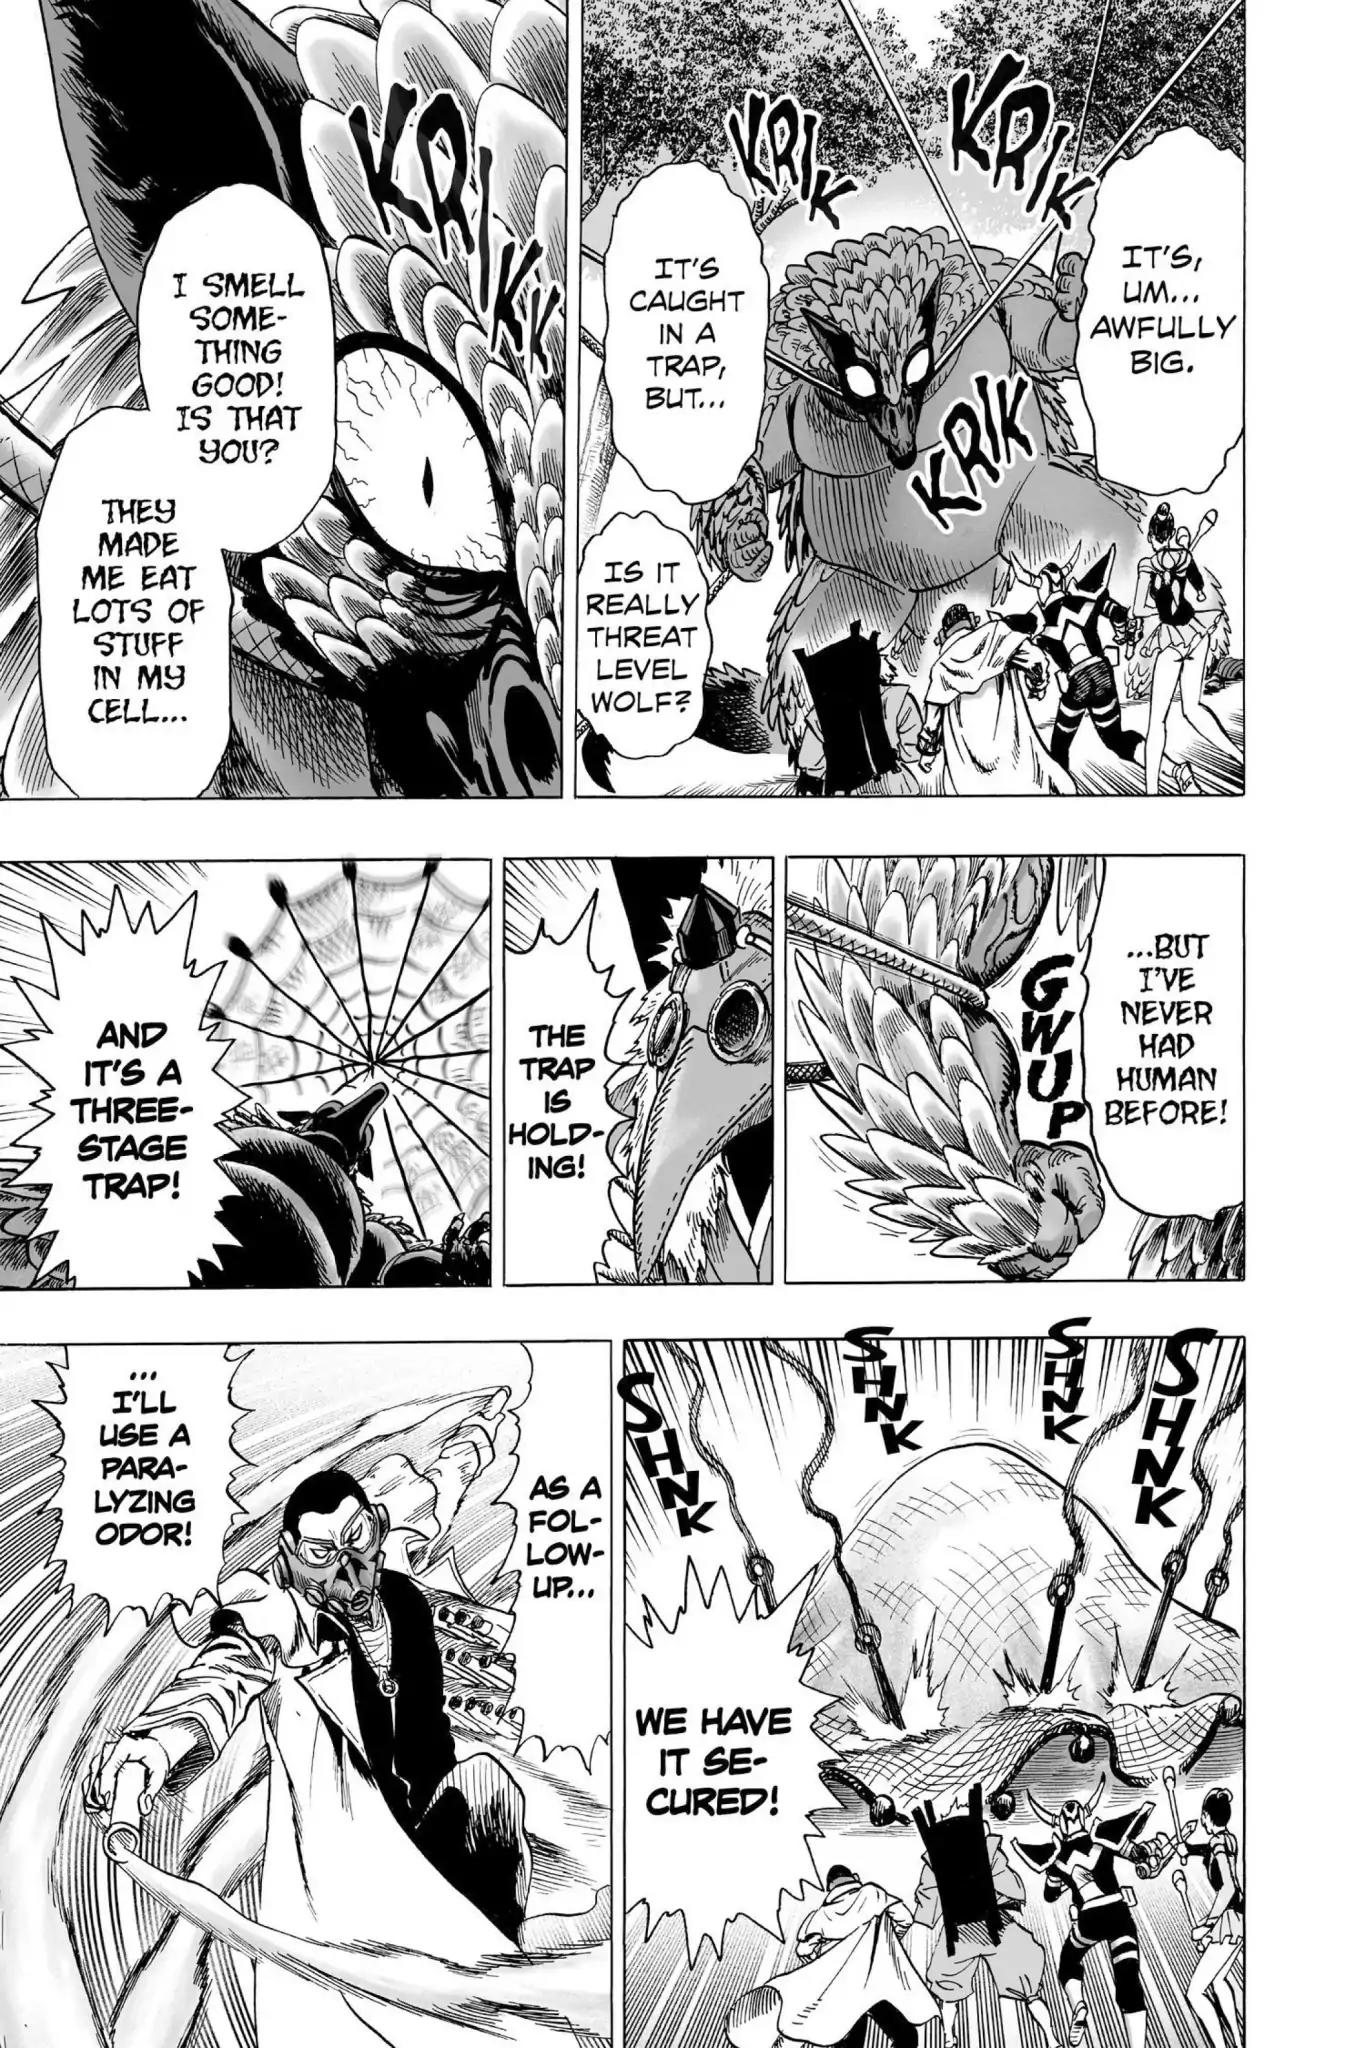 KRIK
KRIK
KRIK
IT'S,
UM...
AWFULLY
BIG.
IT'S
CAUGHT
IN A
TRAP,
BUT...
IS IT
REALLY
THREAT
LEVEL
WOLF?
KRIKK
I SMELL
SOME-
THING
GOOD!
IS THAT
YOU?
THEY
MADE
ME EAT
LOTS OF
STUFF
IN MY
CELL...
...BUT
I'VE
NEVER
HAD
HUMAN
BEFORE!
GWUP
THE
TRAP
IS
HOLD-
ING!
AND
IT'S A
THREE-
STAGE
TRAP!
SHNK
SHNK
SHNK
SHNK
WE HAVE
IT SE-
CURED!
AS A
FOL-
LOW-
UP...
...
I'LL
USE A
PARA-
LYZING
ODOR!